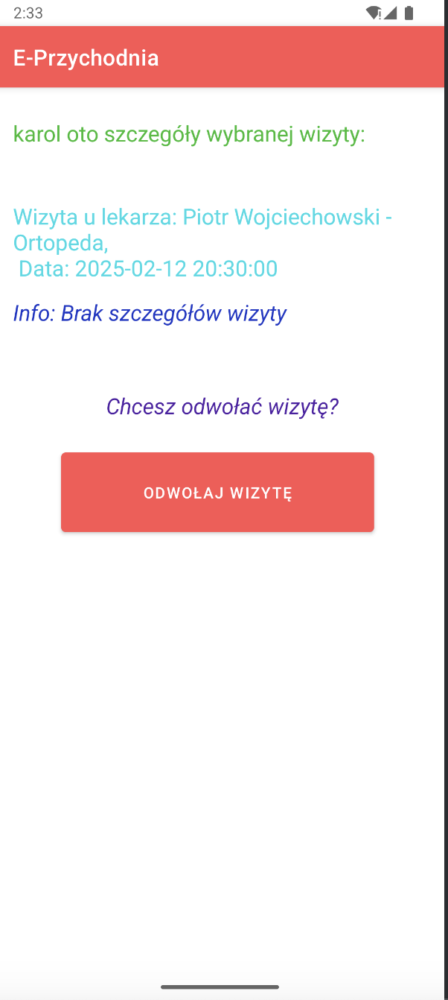 2:33
E-Przychodnia
karol oto szczegóły wybranej wizyty:
Wizyta u lekarza: Piotr Wojciechowski -
Ortopeda,
Data: 2025-02-12 20:30:00
Info: Brak szczegółów wizyty
Chcesz odwołać wizytę?
ODWOŁAJ WIZYTĘ